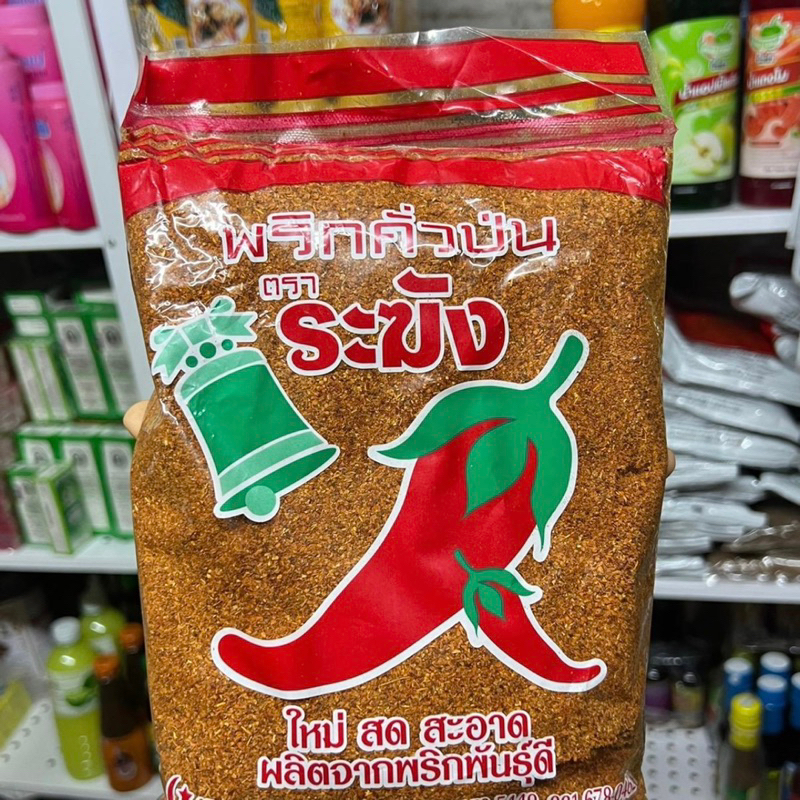 พริกคั่วป่น
ตรา
ระฆัง
ใหม่ สด สะอาด
ผลิตจากพริกพันธุ์ดี